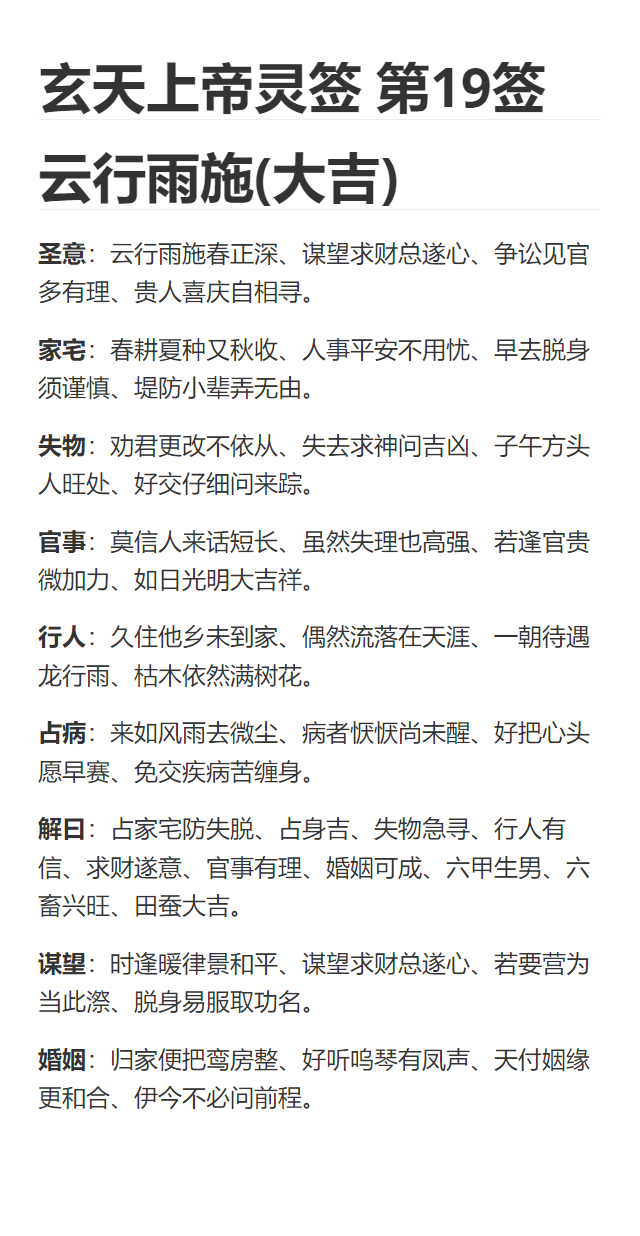 玄天上帝灵签 第19签
云行雨施(大吉)
圣意：云行雨施春正深、谋望求财总遂心、争讼见官
多有理、贵人喜庆自相寻。
家宅：春耕夏种又秋收、人事平安不用忧、早去脱身
须谨慎、堤防小辈弄无由。
失物：劝君更改不依从、失去求神问吉凶、子午方头
人旺处、好交仔细问来踪。
官事：莫信人来话短长、虽然失理也高强、若逢官贵
微加力、如日光明大吉祥。
行人：久住他乡未到家、偶然流落在天涯、一朝待遇
龙行雨、枯木依然满树花。
占病：来如风雨去微尘、病者恹恹尚未醒、好把心头
愿早赛、免交疾病苦缠身。
解曰：占家宅防失脱、占身吉、失物急寻、行人有
信、求财遂意、官事有理、婚姻可成、六甲生男、六
畜兴旺、田蚕大吉。
谋望：时逢暖律景和平、谋望求财总遂心、若要营为
当此漈、脱身易服取功名。
婚姻：归家便把鸾房整、好听呜琴有凤声、天付姻缘
更和合、伊今不必问前程。